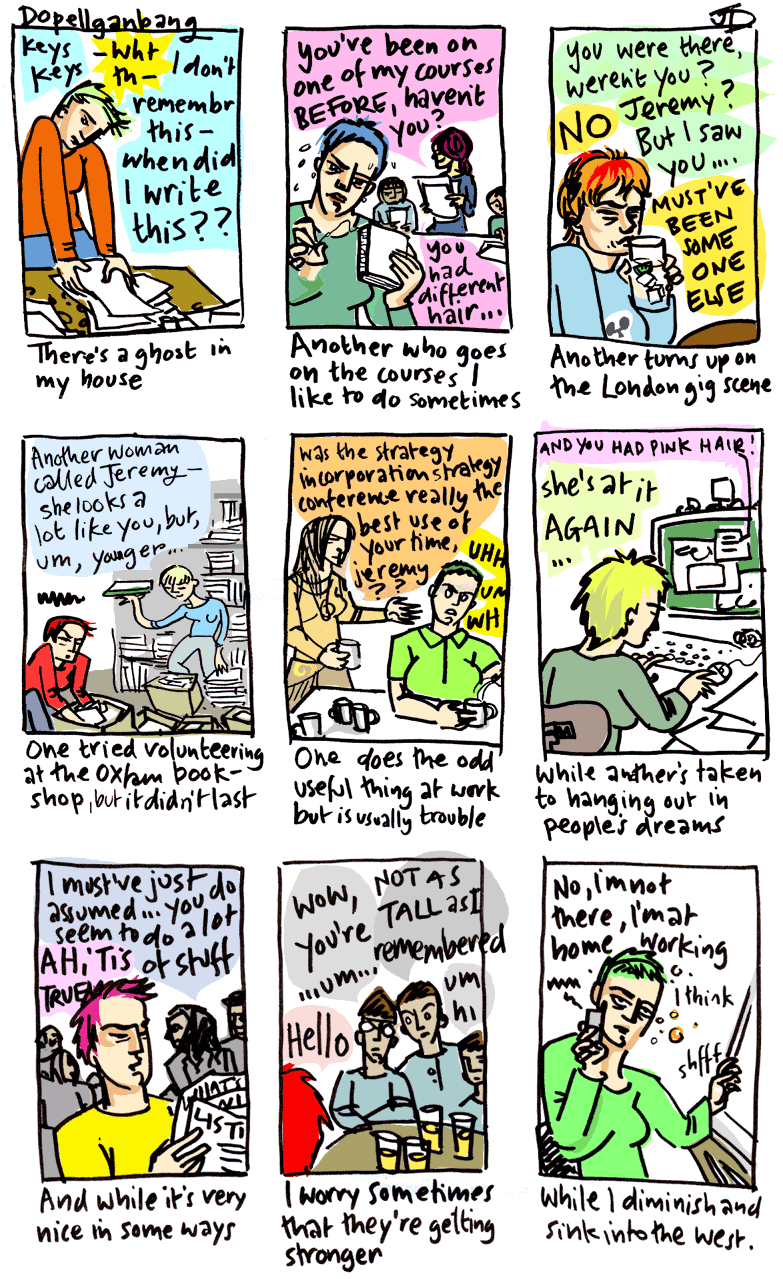 Dopellganbang
JD
Keys
Keys
-wht
th-
I don't
remembr
this -
when did
I write
this??
There's a ghost in
my house
you've been on
one of my courses
BEFORE, haven't
you?
you
had
different
hair...
Another who goes
on the courses I
like to do sometimes
you were there,
weren't you?
Jeremy?
But I saw
you....
NO
MUST'VE
BEEN
SOME
ONE
ELSE
Another turns up on
the London gig scene
Another woman
called Jeremy -
she looks a
lot like you, but,
um, younger...
One tried volunteering
at the Oxfam book-
shop, but it didn't last
was the strategy
incorporation strategy
conference really the
best use of
your time,
jeremy
??
UHH
UM
WH
One does the odd
useful thing at work
but is usually trouble
AND YOU HAD PINK HAIR!
she's at it
AGAIN
...
while another's taken
to hanging out in
people's dreams
I must've just
assumed... you do
seem to do a lot
of stuff
AH, 'TIS
TRUE
WHAT'S
LISTI
And while it's very
nice in some ways
Wow,
you're
...um...
NOT AS
TALL as I
remembered
um
hi
Hello
I worry sometimes
that they're getting
stronger
No, I'm not
there, I'm at
home, working
I think
shfff
while I diminish and
sink into the west.